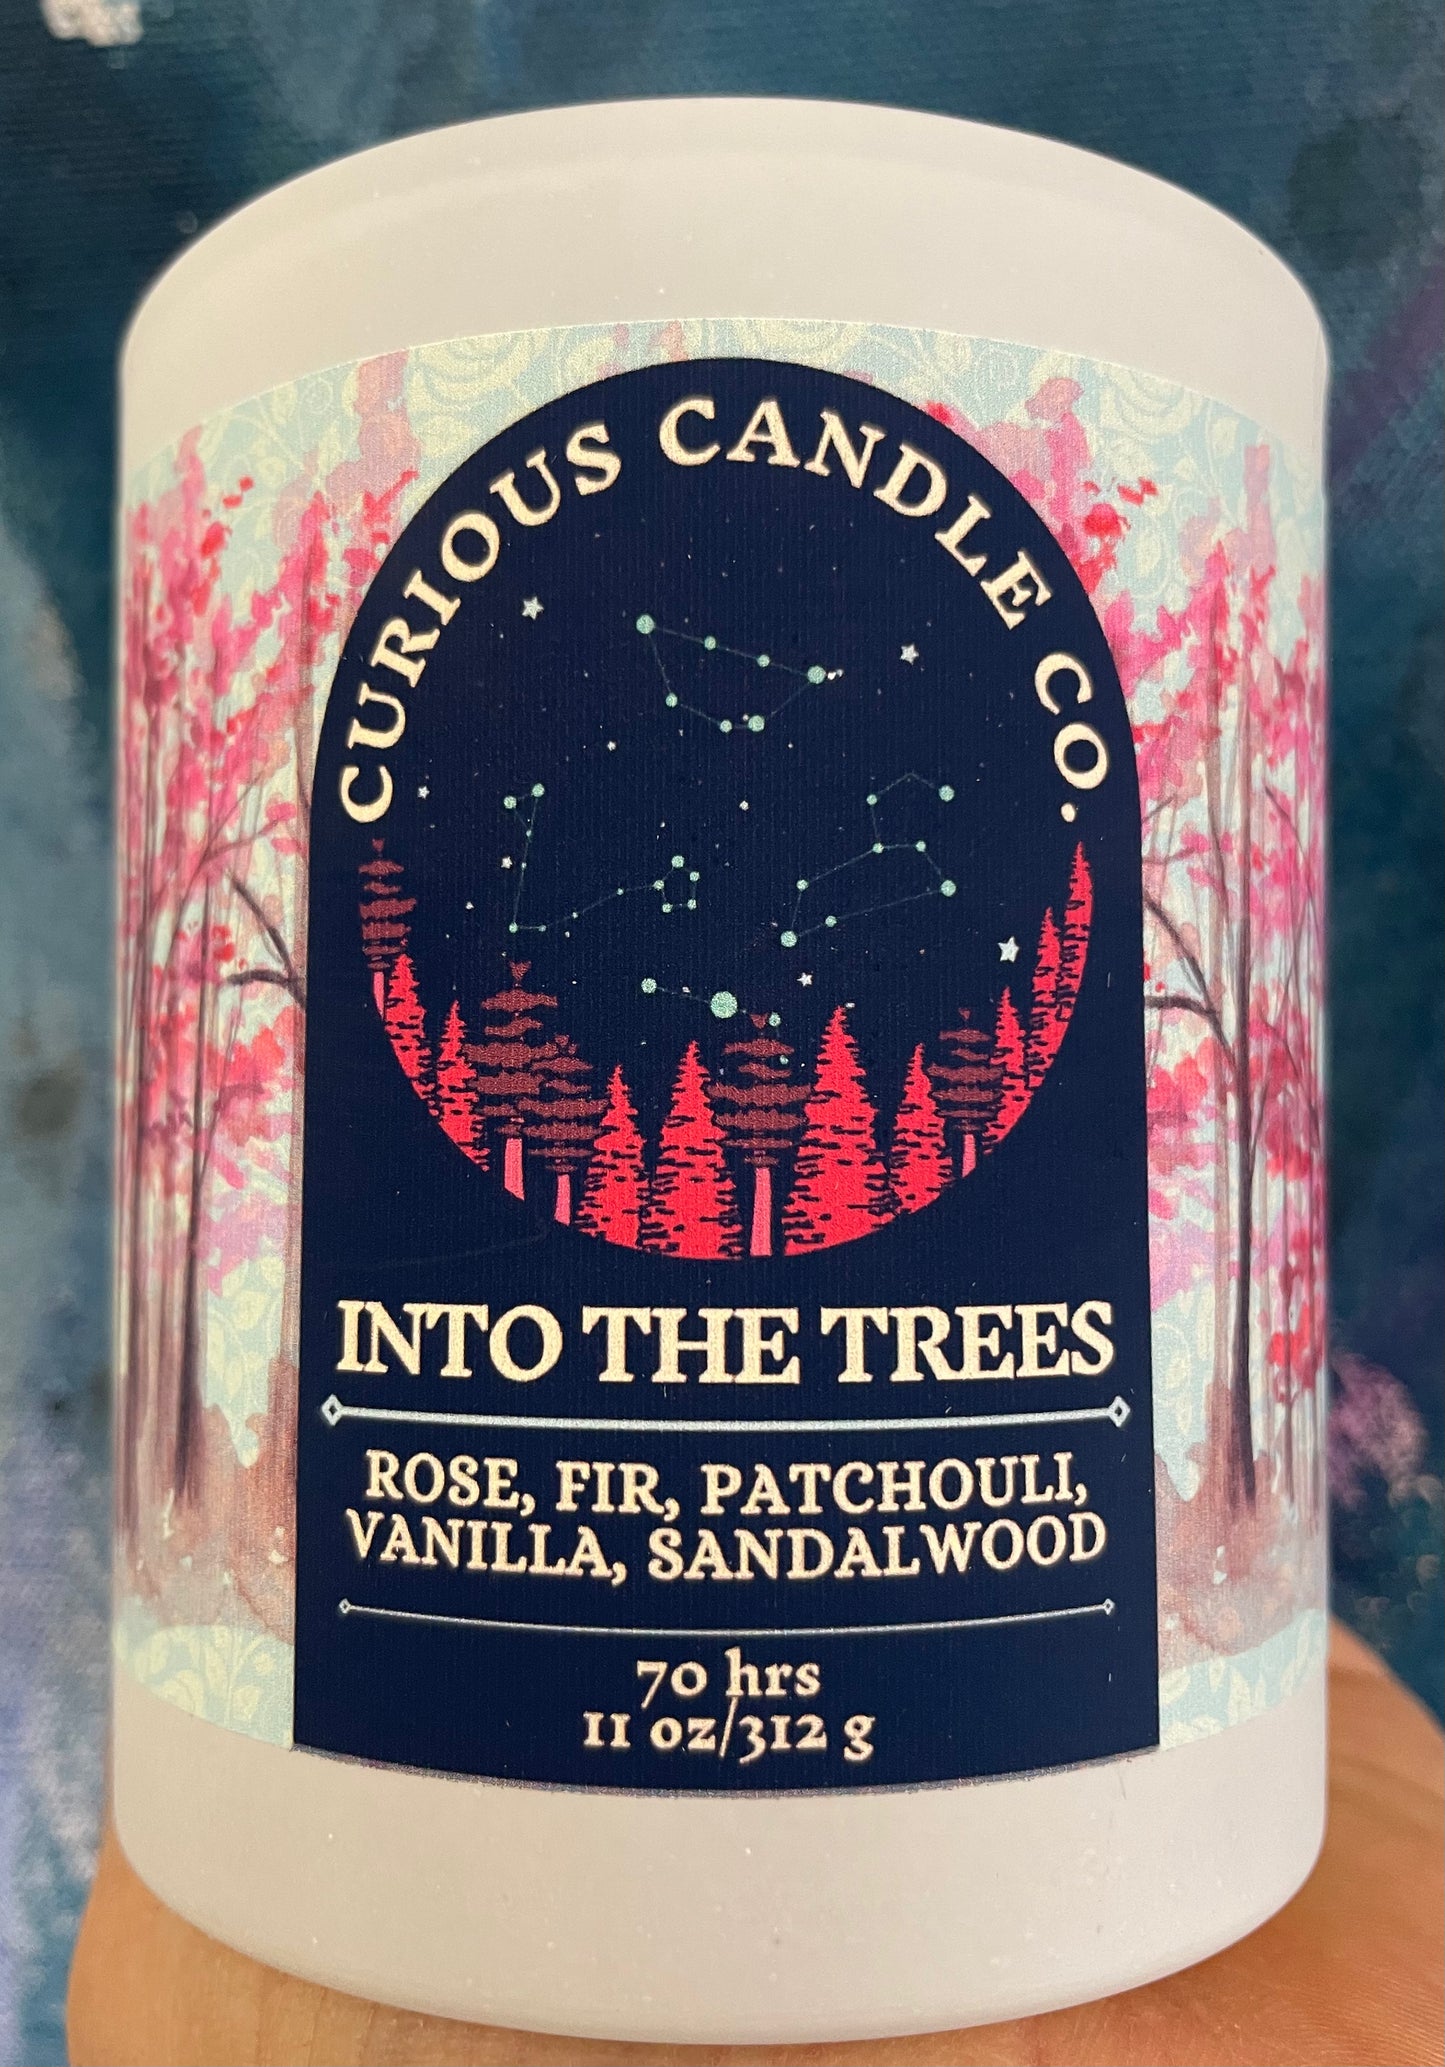 CURIOUS CANDLE CO.
INTO THE TREES
ROSE, FIR, PATCHOULI,
VANILLA, SANDALWOOD
70 hrs
11 oz/312 g